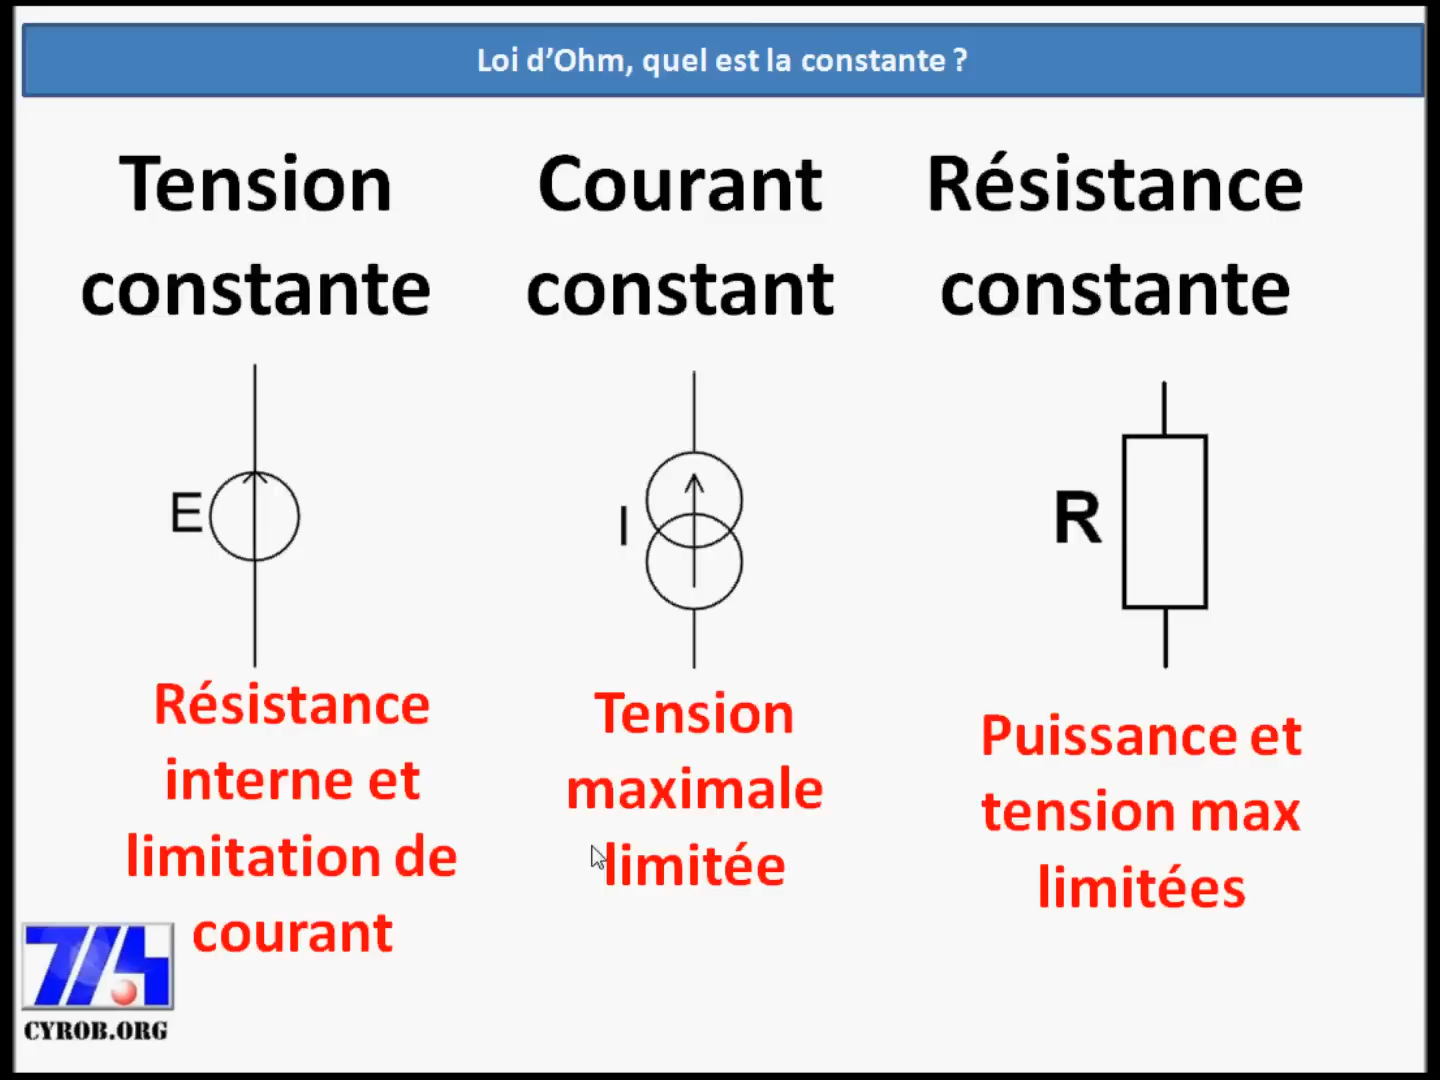 Loi d'Ohm, quel est la constante ?
Tension
constante
Courant
constant
Résistance
constante
E
I
R
Résistance
interne et
limitation de
courant
Tension
maximale
limitée
Puissance et
tension max
limitées
CYROB.ORG